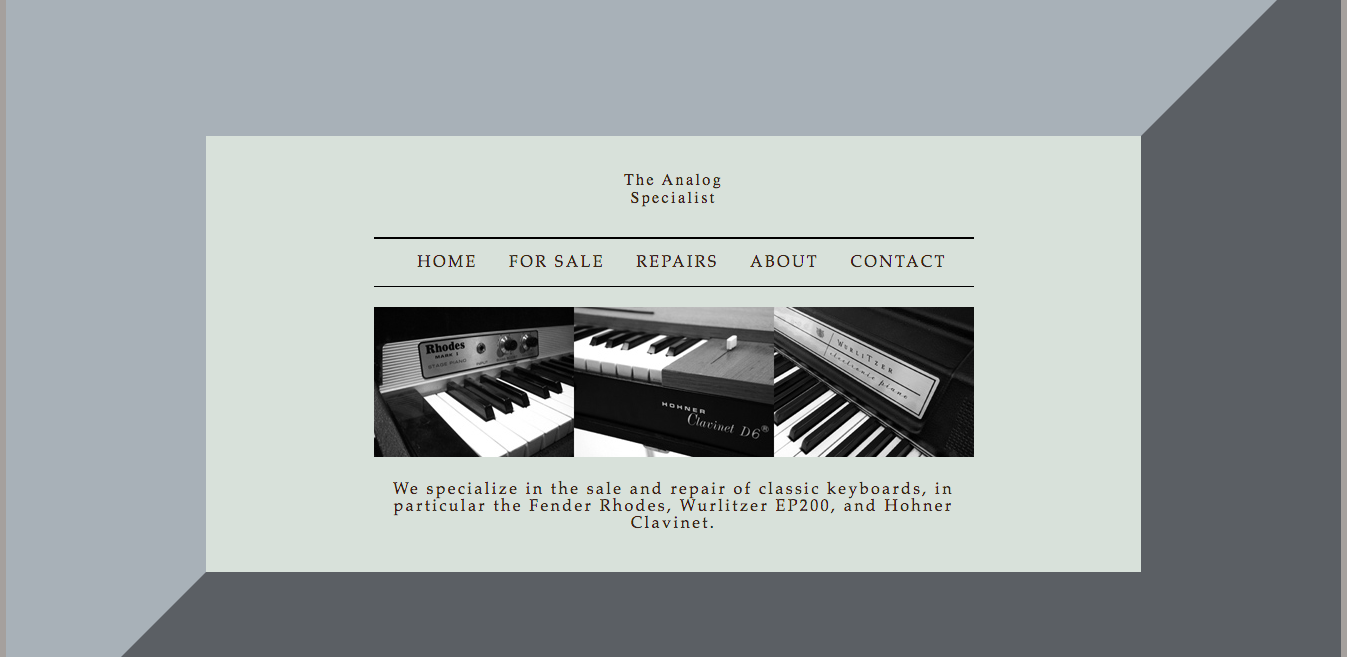 The Analog
Specialist
HOME FOR SALE REPAIRS ABOUT CONTACT
Rhodes
MARK I
STAGE PIANO
INPUT
HOHNER
Clavinet D6®
WURLITZER
electronic piano
We specialize in the sale and repair of classic keyboards, in
particular the Fender Rhodes, Wurlitzer EP200, and Hohner
Clavinet.